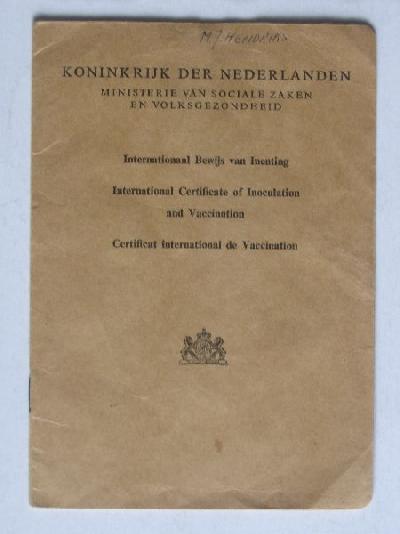 KONINKRIJK DER NEDERLANDEN
MINISTERIE VAN SOCIALE ZAKEN
EN VOLKSGEZONDHEID
Internationaal Bewijs van Inenting
International Certificate of Inoculation
and Vaccination
Certificat international de Vaccination